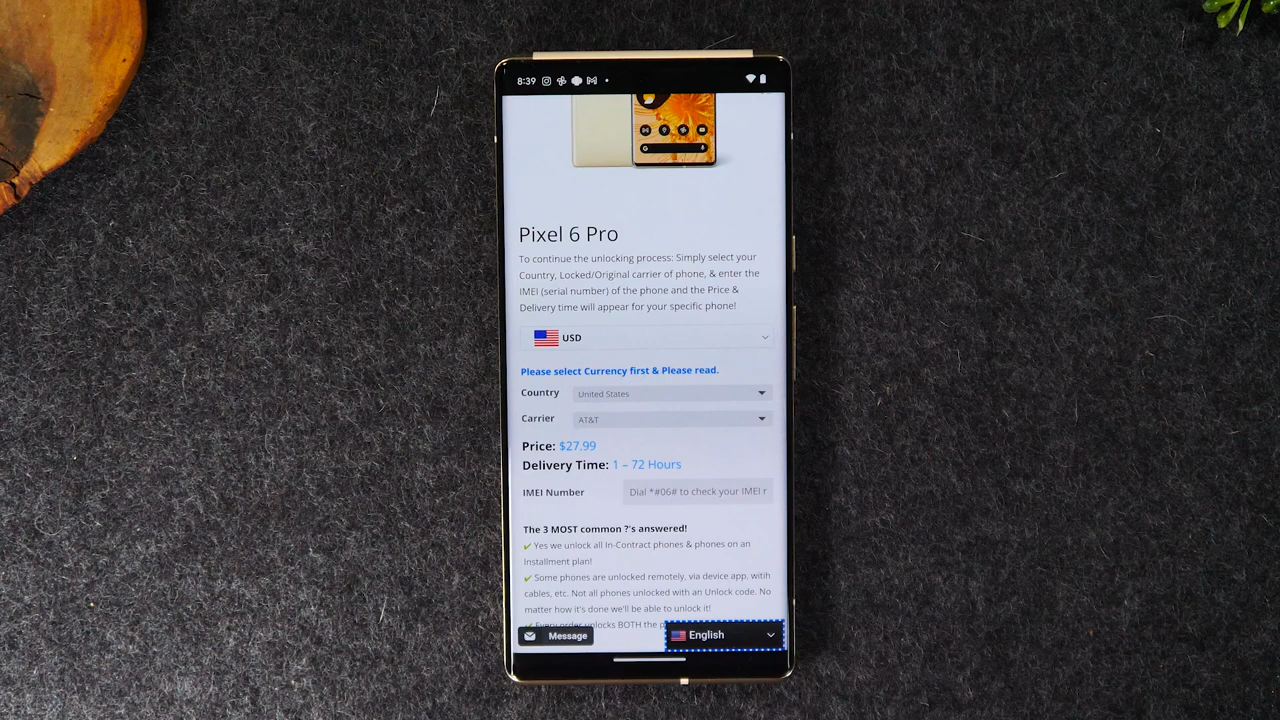 8:39
Pixel 6 Pro
To continue the unlocking process: Simply select your
Country, Locked/Original carrier of phone, & enter the
IMEI (serial number) of the phone and the Price &
Delivery time will appear for your specific phone!
USD
Please select Currency first & Please read.
Country United States
Carrier AT&T
Price: $27.99
Delivery Time: 1 – 72 Hours
IMEI Number Dial *#06# to check your IMEI r
The 3 MOST common ?'s answered!
✔ Yes we unlock all In-Contract phones & phones on an
Installment plan!
✔ Some phones are unlocked remotely, via device app, witih
cables, etc. Not all phones unlocked with an Unlock code. No
matter how it's done we'll be able to unlock it!
✔ Every order unlocks BOTH the
Message English